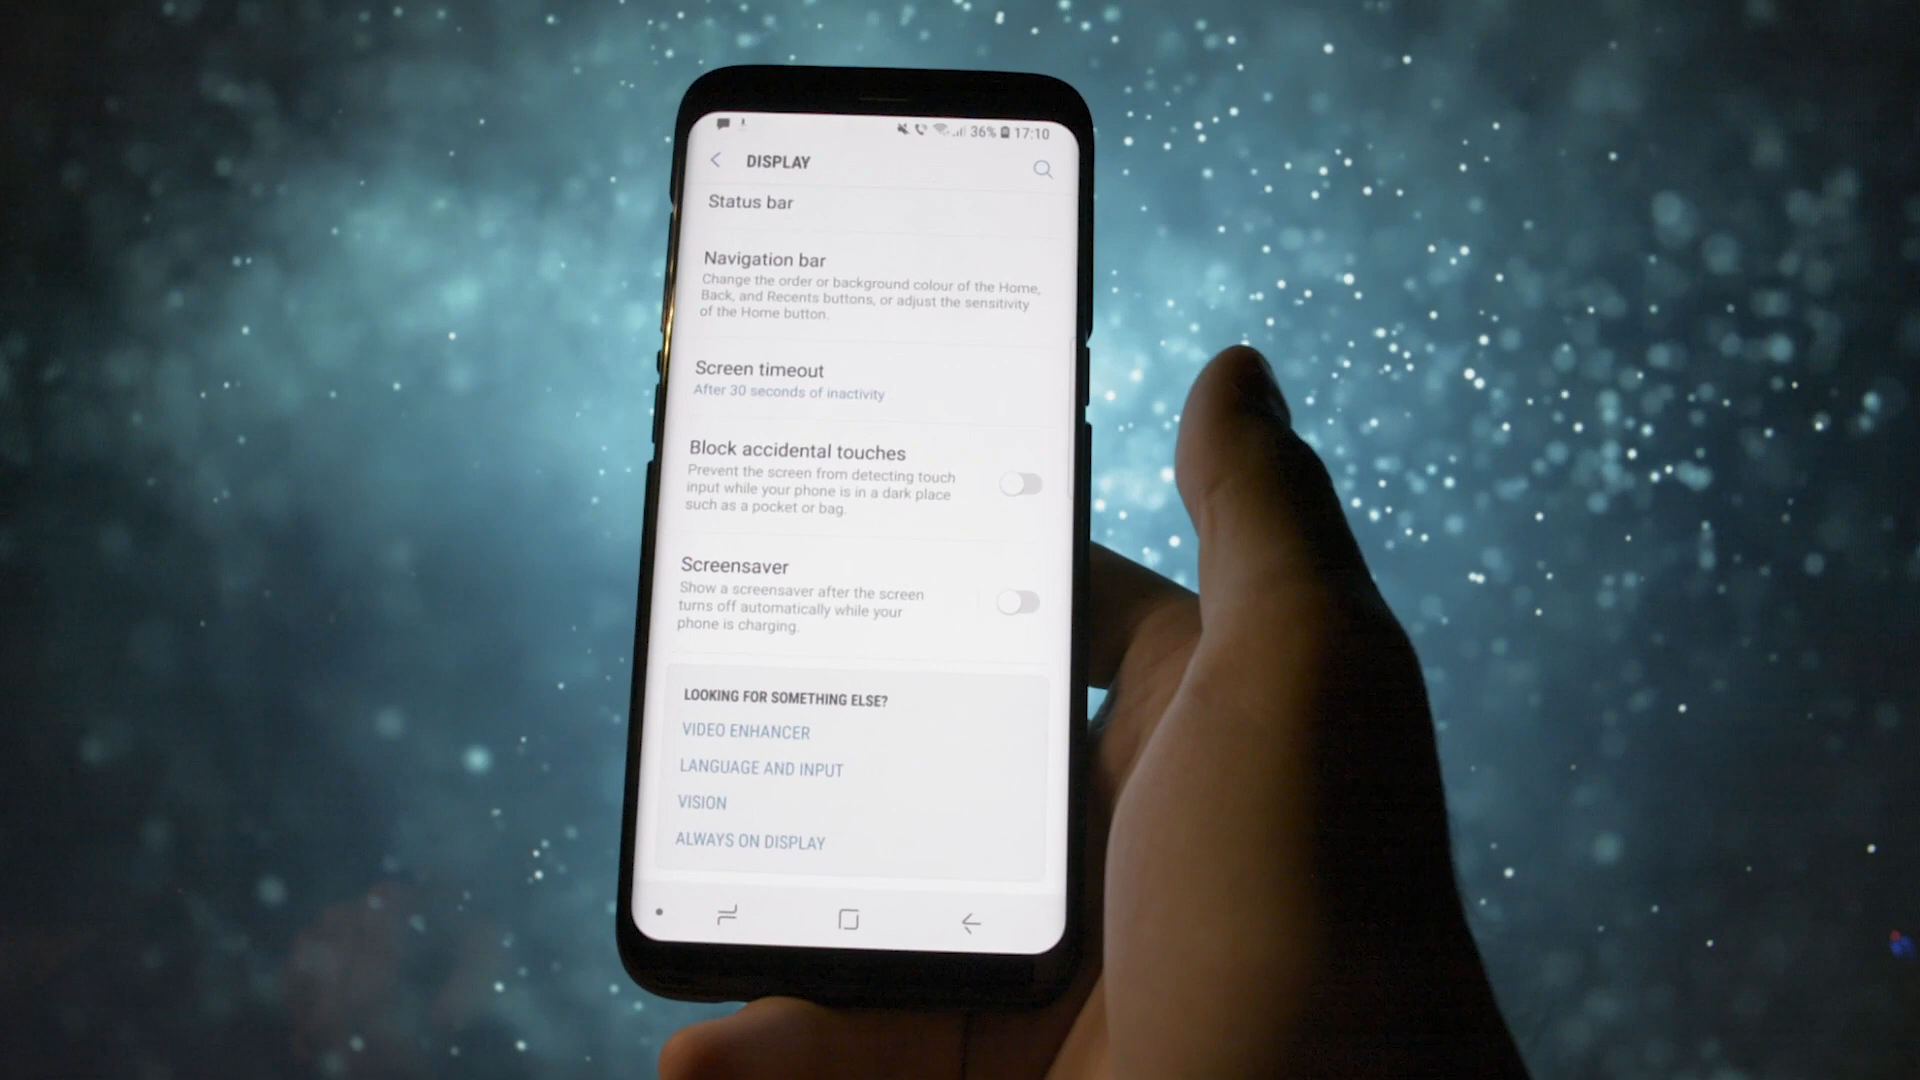 36% 17:10
DISPLAY
Status bar
Navigation bar
Change the order or background colour of the Home,
Back, and Recents buttons, or adjust the sensitivity
of the Home button.
Screen timeout
After 30 seconds of inactivity
Block accidental touches
Prevent the screen from detecting touch
input while your phone is in a dark place
such as a pocket or bag.
Screensaver
Show a screensaver after the screen
turns off automatically while your
phone is charging.
LOOKING FOR SOMETHING ELSE?
VIDEO ENHANCER
LANGUAGE AND INPUT
VISION
ALWAYS ON DISPLAY